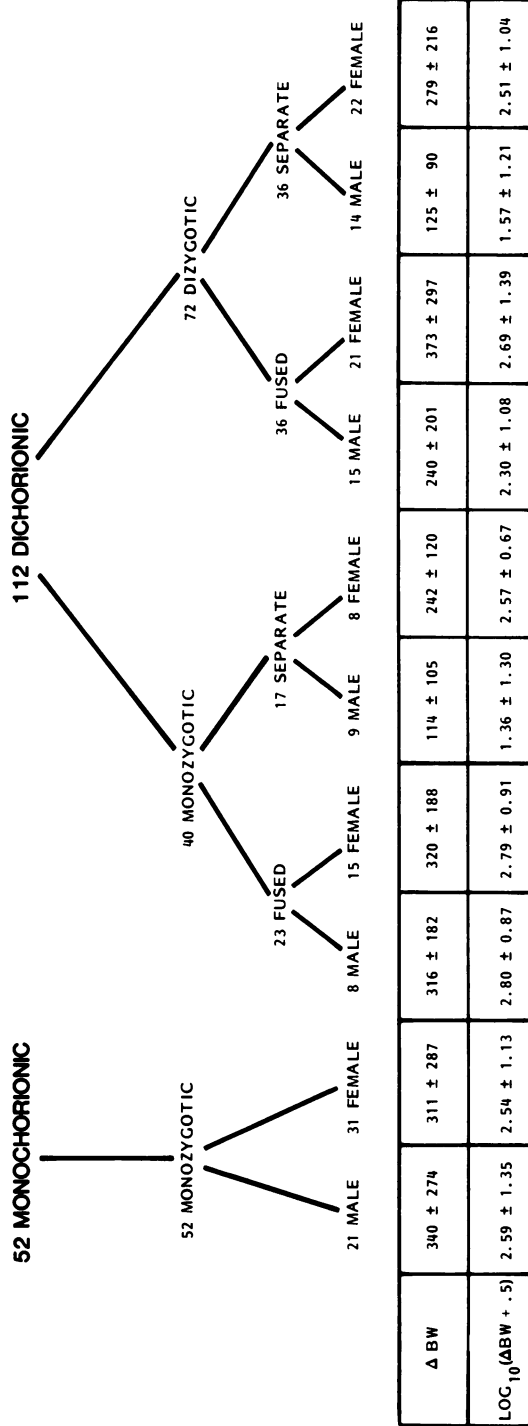 52 MONOCHORIONIC 112 DICHORIONIC
52 MONOZYGOTIC 40 MONOZYGOTIC 72 DIZYGOTIC
23 FUSED 17 SEPARATE 36 FUSED 36 SEPARATE
21 MALE 31 FEMALE 8 MALE 15 FEMALE 9 MALE 8 FEMALE 15 MALE 21 FEMALE 14 MALE 22 FEMALE
Δ BW 340 ± 274 311 ± 287 316 ± 182 320 ± 188 114 ± 105 242 ± 120 240 ± 201 373 ± 297 125 ± 90 279 ± 216
LOG10(ΔBW + .5) 2.59 ± 1.35 2.54 ± 1.13 2.80 ± 0.87 2.79 ± 0.91 1.36 ± 1.30 2.57 ± 0.67 2.30 ± 1.08 2.69 ± 1.39 1.57 ± 1.21 2.51 ± 1.04